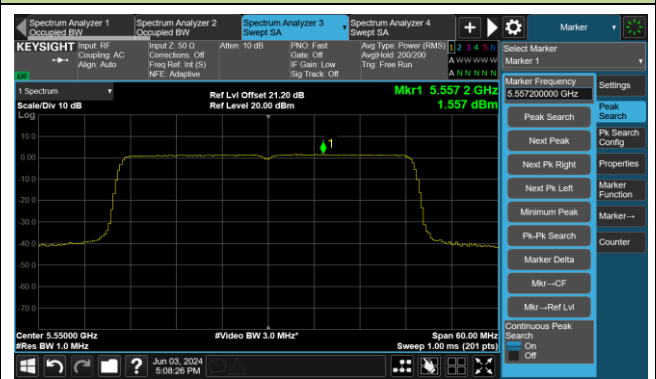 Spectrum Analyzer 1
Occupied BW
Spectrum Analyzer 2
Occupied BW
Spectrum Analyzer 3
Swept SA
Spectrum Analyzer 4
Swept SA
Marker
KEYSIGHT
Input: RF
Coupling: AC
Align: Auto
Input Z: 50 Ω
Corrections: Off
Freq Ref: Int (S)
NFE: Adaptive
Atten: 10 dB
PNO: Fast
Gate: Off
IF Gain: Low
Sig Track: Off
Avg Type: Power (RMS)
Avg|Hold: 200/200
Trig: Free Run
1 2 3 4 5 6
A W W W W W
A N N N N N
LXI
Select Marker
Marker 1
1 Spectrum
Scale/Div 10 dB
Log
Ref Lvl Offset 21.20 dB
Ref Level 20.00 dBm
Mkr1 5.557 2 GHz
1.557 dBm
1
10.0
0.00
-10.0
-20.0
-30.0
-40.0
-50.0
-60.0
-70.0
Center 5.55000 GHz
#Res BW 1.0 MHz
#Video BW 3.0 MHz*
Span 60.00 MHz
Sweep 1.00 ms (201 pts)
Marker Frequency
5.557200000 GHz
Peak Search
Next Peak
Next Pk Right
Next Pk Left
Minimum Peak
Pk-Pk Search
Marker Delta
Mkr→CF
Mkr→Ref Lvl
Continuous Peak
Search
On
Off
Settings
Peak
Search
Pk Search
Config
Properties
Marker
Function
Marker→
Counter
?
Jun 03, 2024
5:08:26 PM